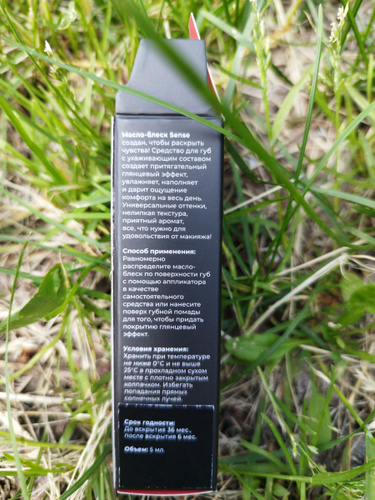 Масло-блеск Sense
создан, чтобы раскрыть
чувства! Средство для губ
с ухаживающим составом
создает притягательный
глянцевый эффект,
увлажняет, наполняет
и дарит ощущение
комфорта на весь день.
Универсальные оттенки,
нелипкая текстура,
приятный аромат,
все, что нужно для
удовольствия от макияжа!
Способ применения:
Равномерно
распределите масло-
блеск по поверхности губ
с помощью аппликатора
в качестве
самостоятельного
средства или нанесите
поверх губной помады
для того, чтобы придать
покрытию глянцевый
эффект.
Условия хранения:
Хранить при температуре
не ниже 0°С и не выше
25°С в прохладном сухом
месте с плотно закрытым
колпачком. Избегать
попадания прямых
солнечных лучей.
Срок годности:
До вскрытия 36 мес.,
после вскрытия 6 мес.
Объем: 5 мл.